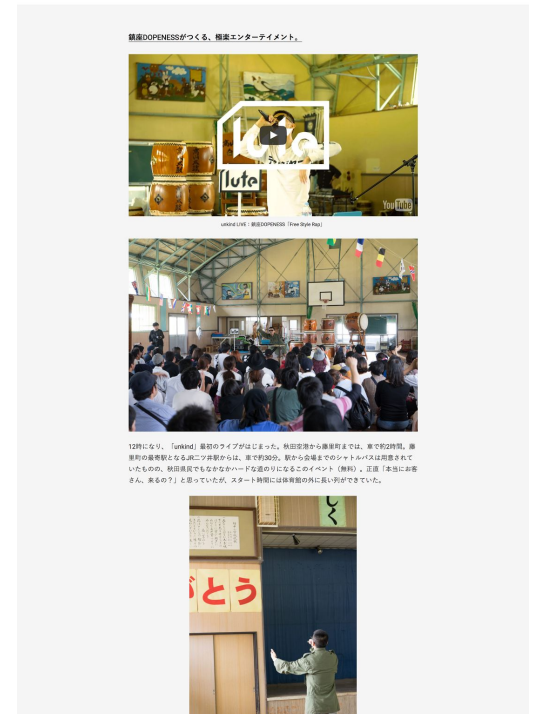 鎮座DOPENESSがつくる、極楽エンターテイメント。
lute
lute
YouTube
unkind LIVE：鎮座DOPENESS「Free Style Rap」
12時になり、「unkind」最初のライブがはじまった。秋田空港から藤里町までは、車で約2時間。藤
里町の最寄駅となるJR二ツ井駅からは、車で約30分。駅から会場までのシャトルバスは用意されて
いたものの、秋田県民でもなかなかハードな道のりになるこのイベント（無料）。正直「本当にお客
さん、来るの？」と思っていたが、スタート時間には体育館の外に長い列ができていた。
しく
がとう